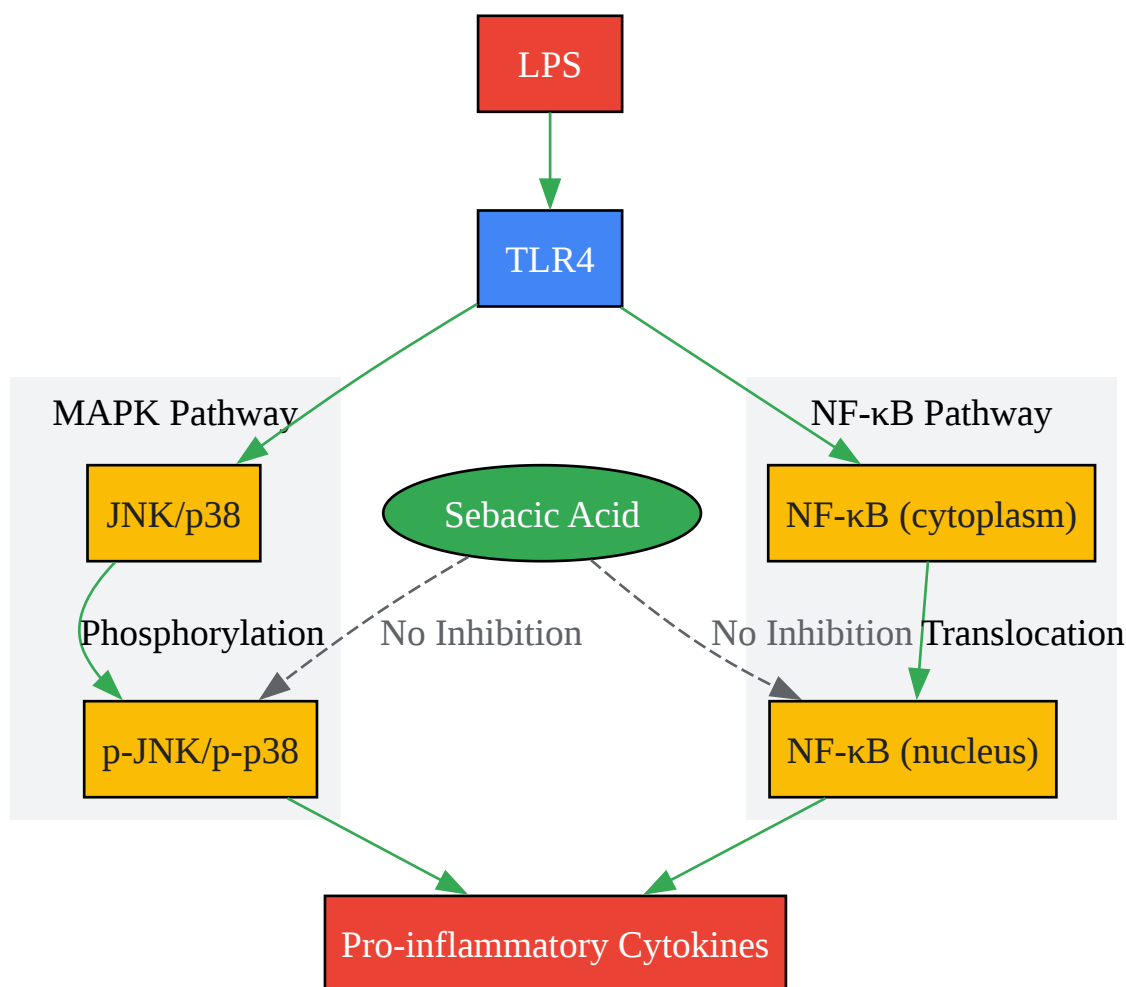 LPS
TLR4
MAPK Pathway
NF-κB Pathway
JNK/p38
Sebacic Acid
NF-κB (cytoplasm)
Phosphorylation
No Inhibition
No Inhibition
Translocation
p-JNK/p-p38
NF-κB (nucleus)
Pro-inflammatory Cytokines